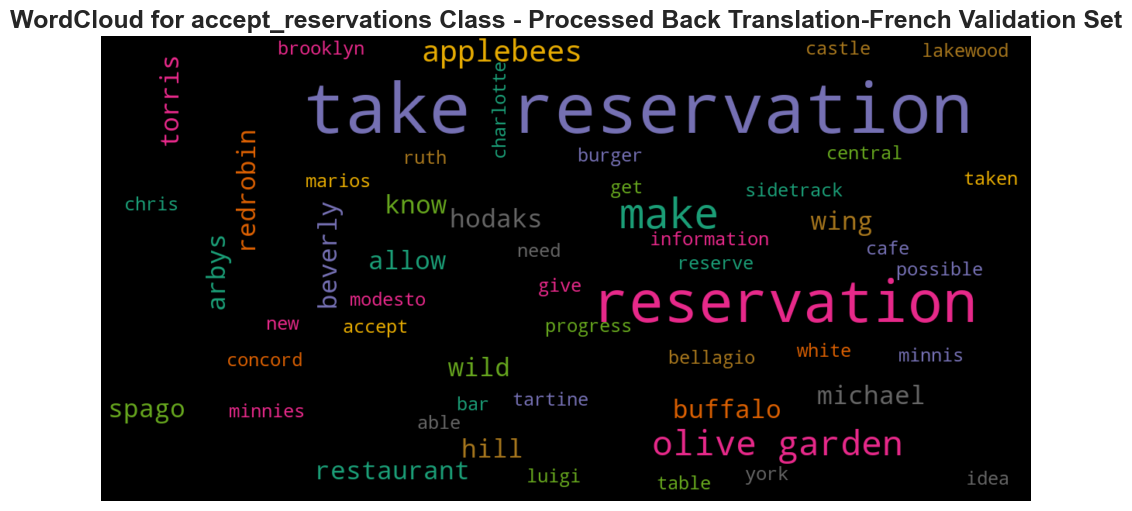 WordCloud for accept_reservations Class - Processed Back Translation-French Validation Set
brooklyn
applebees
castle
lakewood
torris
charlotte
take reservation
redrobin
ruth
burger
central
marios
get
sidetrack
taken
chris
beverly
know
hodaks
make
wing
arbys
allow
need
information
cafe
reserve
possible
modesto
give
reservation
new
accept
progress
concord
wild
bellagio
white
minnis
spago
minnies
bar
tartine
buffalo
michael
able
hill
olive garden
restaurant
luigi
table
york
idea